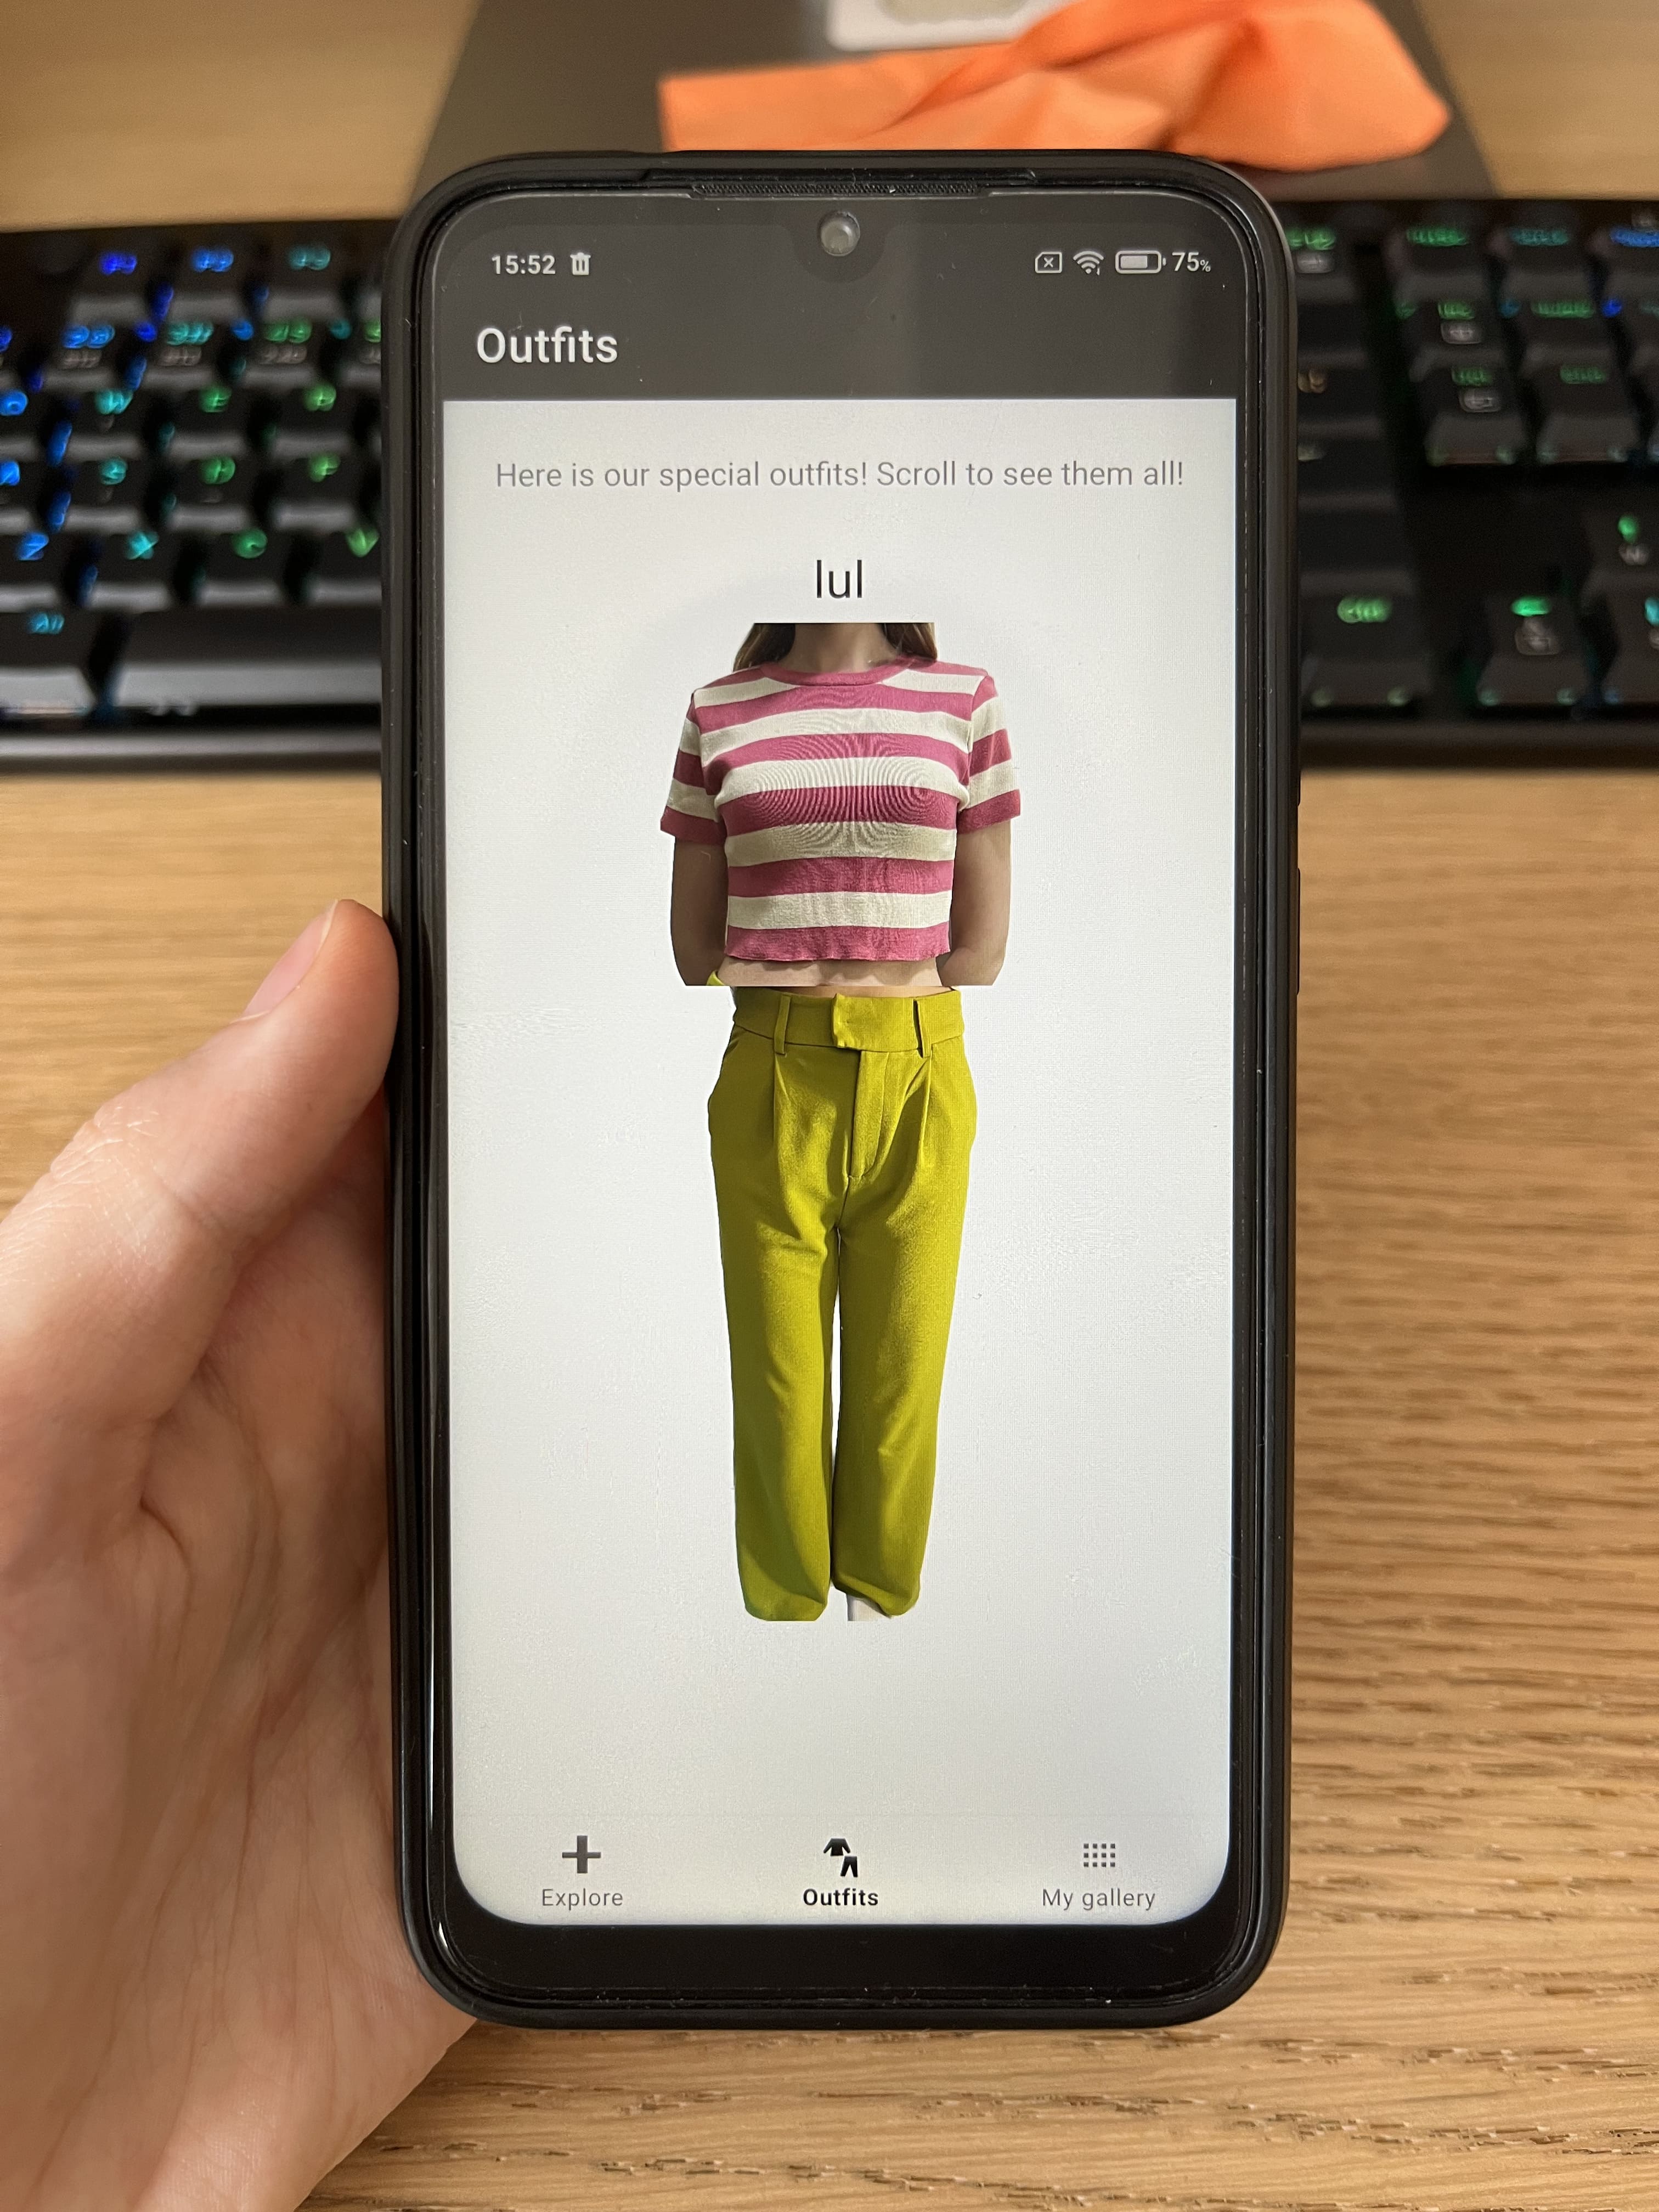 15:52
75%
Outfits
Here is our special outfits! Scroll to see them all!
lul
Explore
Outfits
My gallery